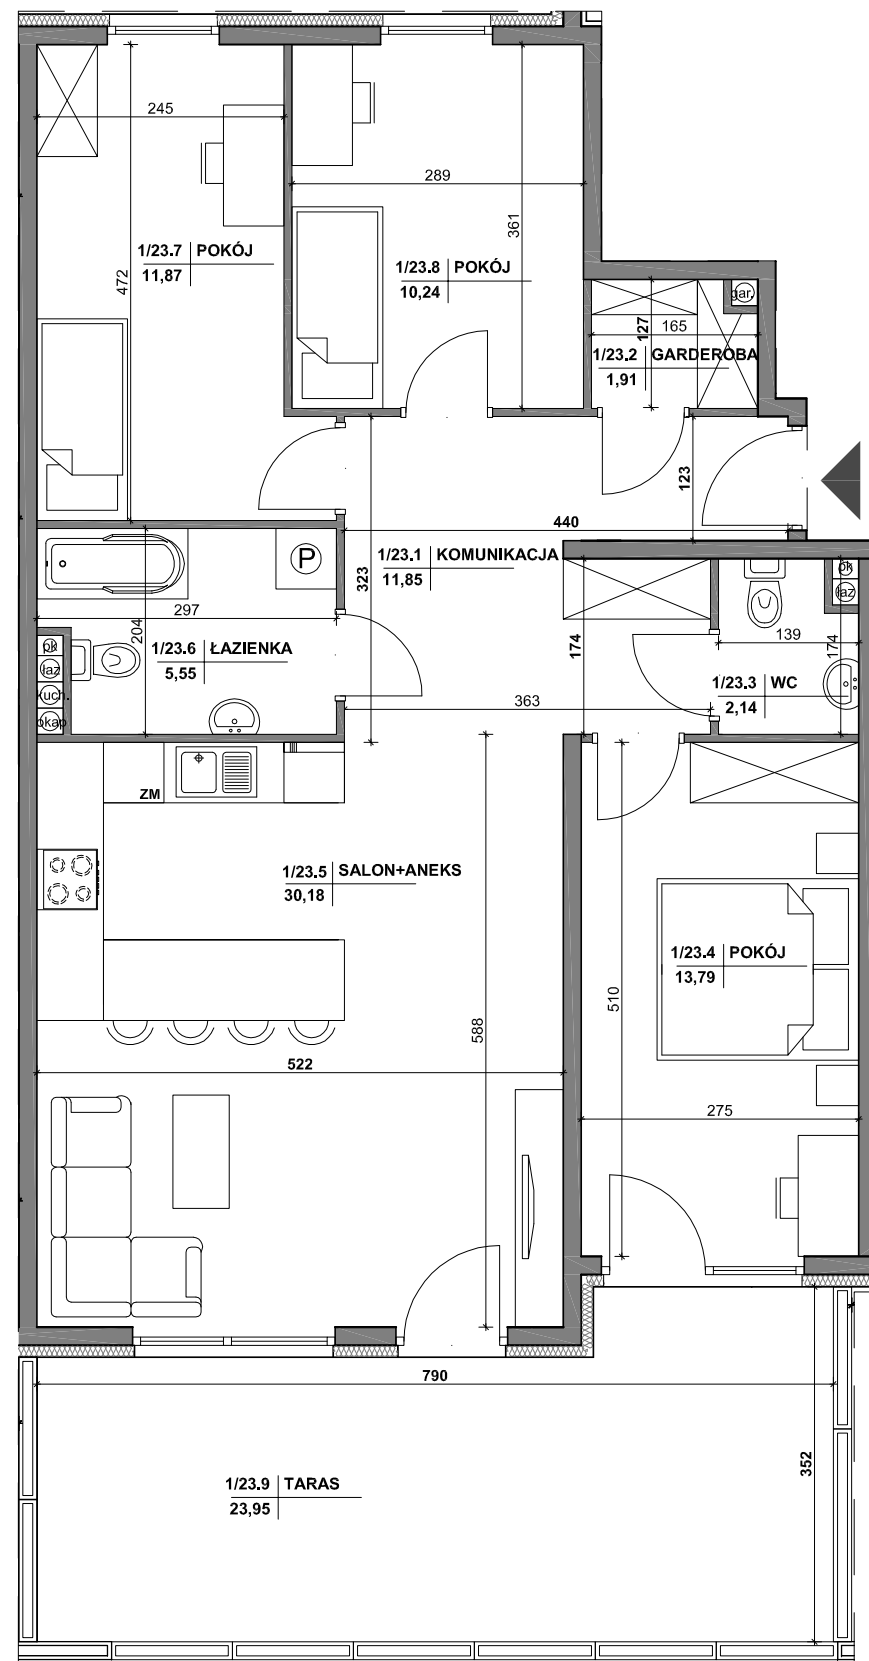 245
289
361
472
1/23.7 POKÓJ
11,87
1/23.8 POKÓJ
10,24
gar.
127
165
1/23.2 GARDEROBA
1,91
123
440
1/23.1 KOMUNIKACJA
11,85
323
P
297
204
1/23.6 ŁAZIENKA
5,55
pk
łaz
kuch.
okap
174
363
pk
łaz
139
174
1/23.3 WC
2,14
ZM
1/23.5 SALON+ANEKS
30,18
588
522
1/23.4 POKÓJ
13,79
510
275
790
352
1/23.9 TARAS
23,95